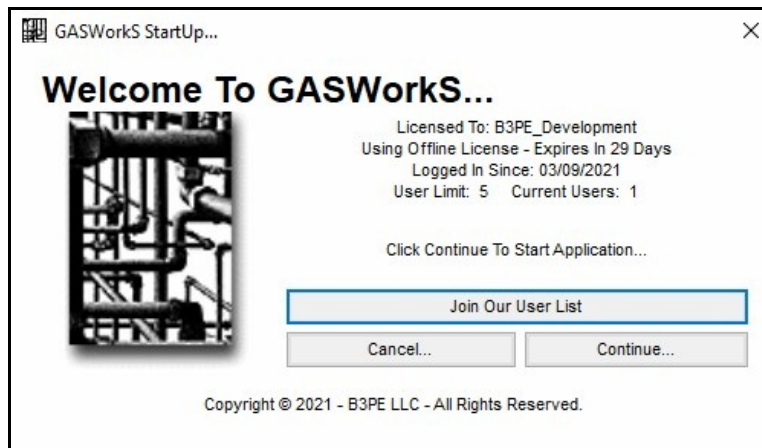 GASWorkS StartUp...
Welcome To GASWorkS...
Licensed To: B3PE_Development
Using Offline License - Expires In 29 Days
Logged In Since: 03/09/2021
User Limit: 5 Current Users: 1
Click Continue To Start Application...
Join Our User List
Cancel... Continue...
Copyright © 2021 - B3PE LLC - All Rights Reserved.